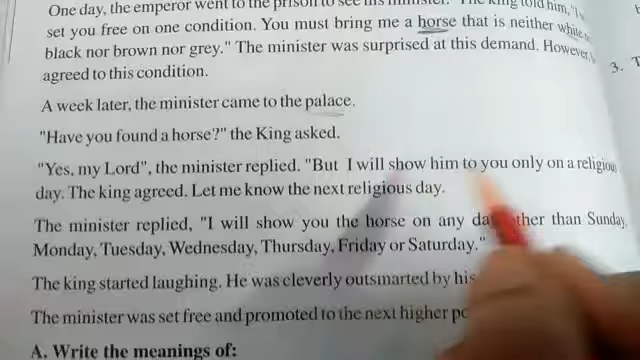 One day, the emperor went to the prison to see his minister. The king told him, "I
set you free on one condition. You must bring me a horse that is neither white
black nor brown nor grey." The minister was surprised at this demand. However,
agreed to this condition.
3.
A week later, the minister came to the palace.
"Have you found a horse?" the King asked.
"Yes, my Lord", the minister replied. "But I will show him to you only on a religious
day. The king agreed. Let me know the next religious day.
The minister replied, "I will show you the horse on any day other than Sunday,
Monday, Tuesday, Wednesday, Thursday, Friday or Saturday."
The king started laughing. He was cleverly outsmarted by his
The minister was set free and promoted to the next higher
A. Write the meanings of: